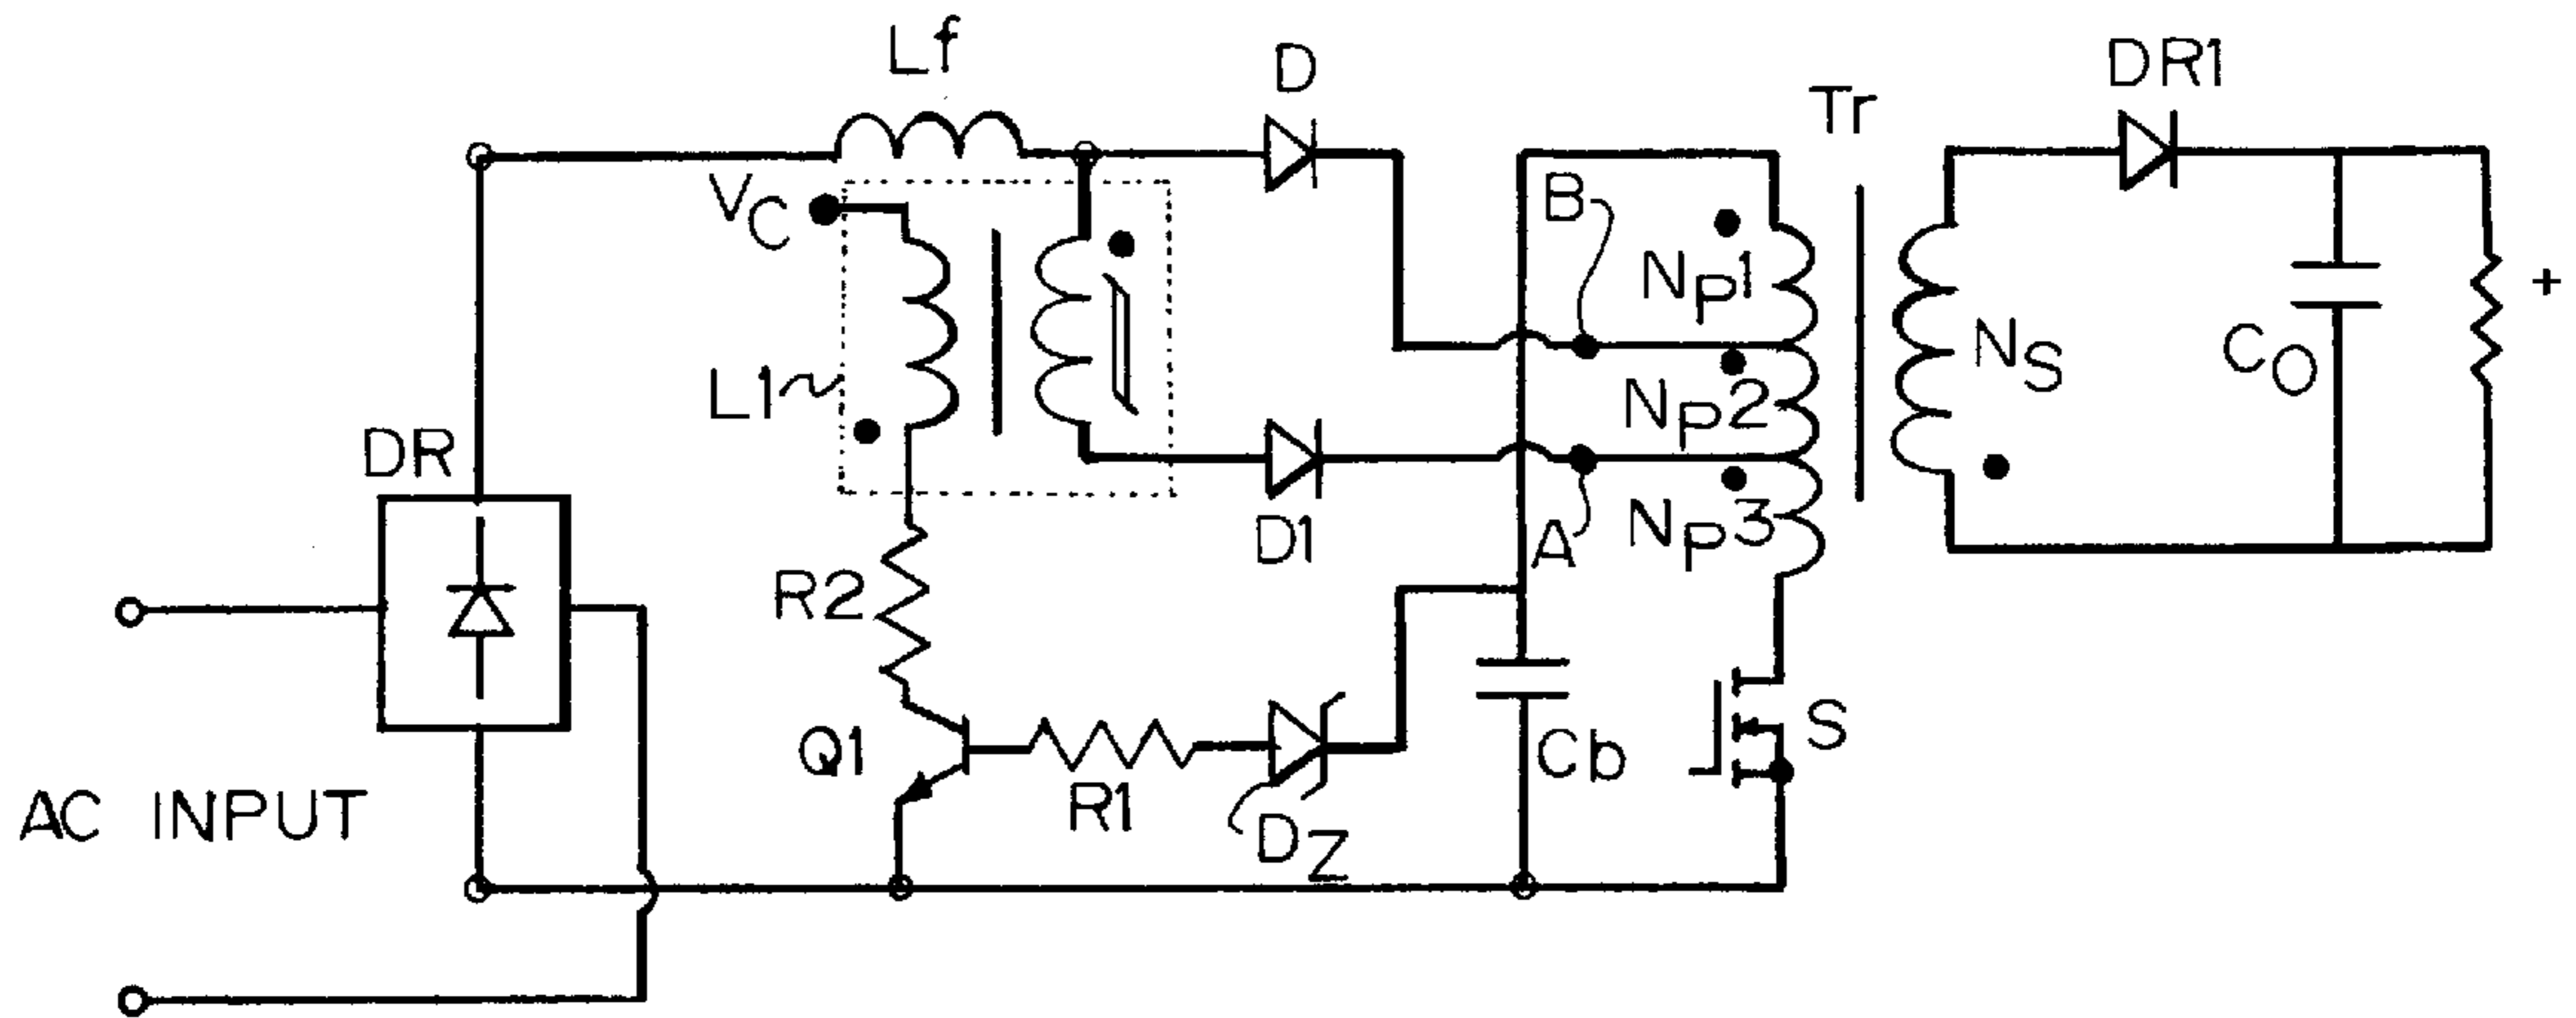 Lf
D
DR1
Tr
VC
B
NP1
NS
CO
+
L1
NP2
DR
D1
A
NP3
R2
S
Q1
Cb
R1
DZ
AC INPUT